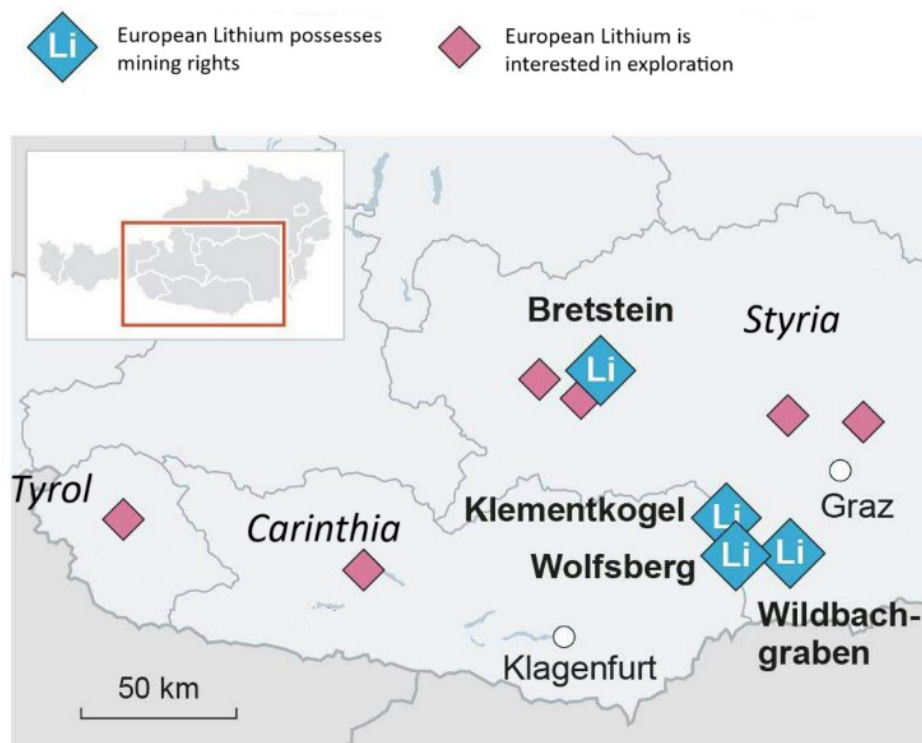 Li
European Lithium possesses
mining rights
European Lithium is
interested in exploration
Bretstein
Styria
Li
Tyrol
Carinthia
Klementkogel
Li
Graz
Wolfsberg
Li
Li
Wildbach-
graben
Klagenfurt
50 km